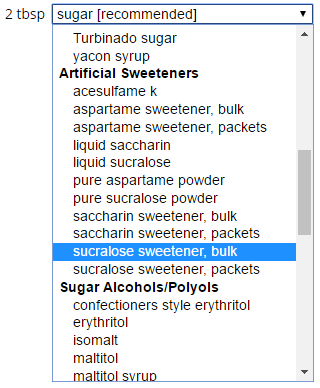 2 tbsp sugar [recommended]
Turbinado sugar
yacon syrup
Artificial Sweeteners
acesulfame k
aspartame sweetener, bulk
aspartame sweetener, packets
liquid saccharin
liquid sucralose
pure aspartame powder
pure sucralose powder
saccharin sweetener, bulk
saccharin sweetener, packets
sucralose sweetener, bulk
sucralose sweetener, packets
Sugar Alcohols/Polyols
confectioners style erythritol
erythritol
isomalt
maltitol
maltitol syrup